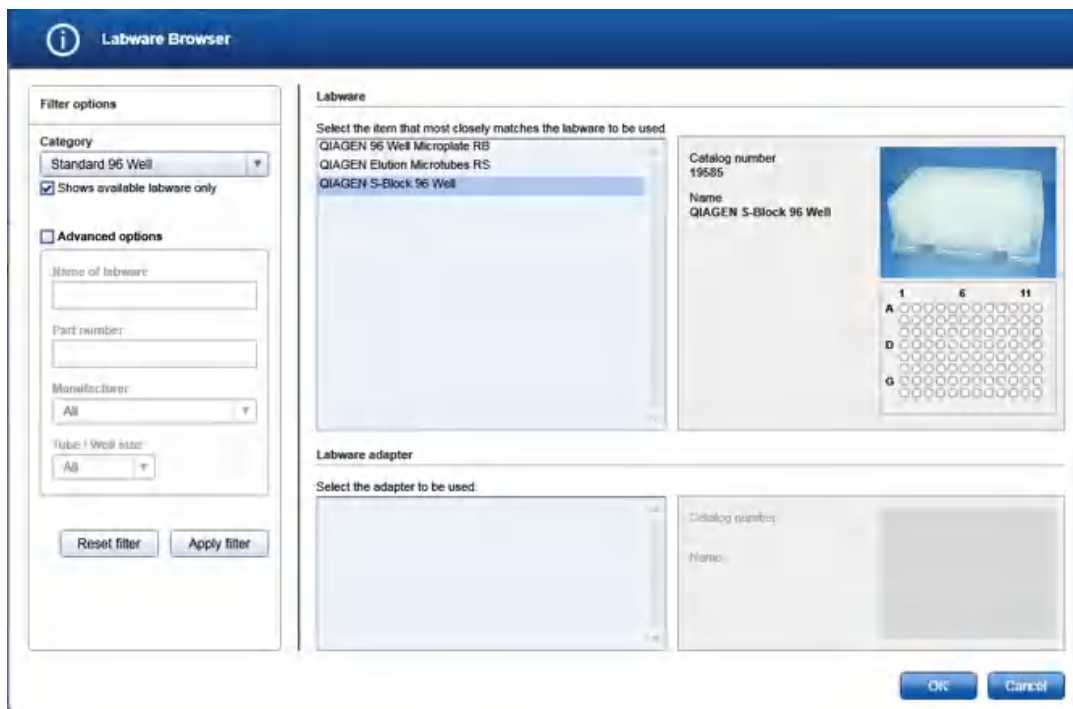 Labware Browser
Filter options
Category
Standard 96 Well
Shows available labware only
Advanced options
Name of labware
Part number
Manufacturer
All
Tube / Well size
All
Reset filter
Apply filter
Labware
Select the item that most closely matches the labware to be used
QIAGEN 96 Well Microplate RB
QIAGEN Elution Microtubes RS
QIAGEN S-Block 96 Well
Catalog number
19585
Name
QIAGEN S-Block 96 Well
1 6 11
A
D
G
Labware adapter
Select the adapter to be used.
Catalog number
Name
OK
Cancel